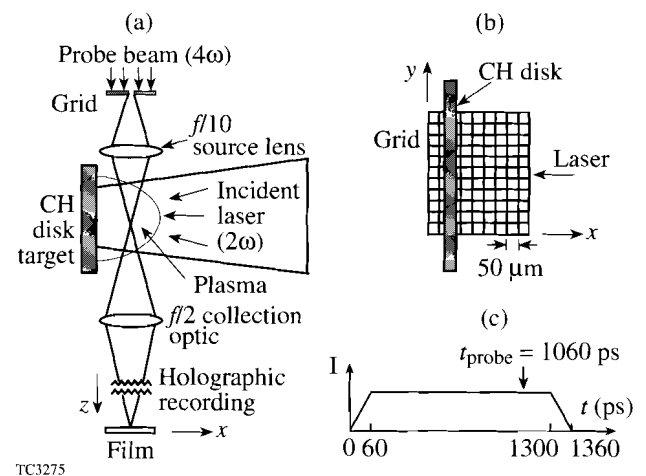 (a)
Probe beam (4ω)
Grid
f/10
source lens
CH
disk
target
Incident
laser
(2ω)
Plasma
f/2 collection
optic
Holographic
recording
z
x
Film
TC3275
(b)
y
CH disk
Grid
Laser
x
50 μm
(c)
I
t_probe = 1060 ps
t (ps)
0 60 1300 1360